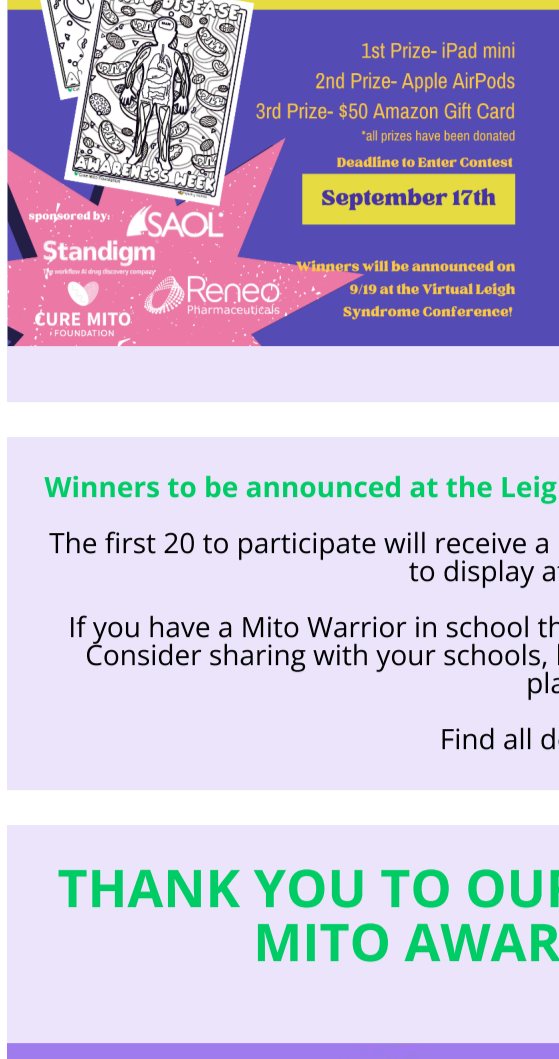 DISEASE
AWARENESS WEEK
1st Prize- iPad mini
2nd Prize- Apple AirPods
3rd Prize- $50 Amazon Gift Card
*all prizes have been donated
Deadline to Enter Contest
September 17th
sponsored by:
SAOL
Standigm
The workflow AI drug discovery company
Reneo
Pharmaceuticals
CURE MITO
FOUNDATION
Winners will be announced on
9/19 at the Virtual Leigh
Syndrome Conference!
Winners to be announced at the Leig
The first 20 to participate will receive a
to display a
If you have a Mito Warrior in school th
Consider sharing with your schools,
pla
Find all d
THANK YOU TO OUR
MITO AWAR